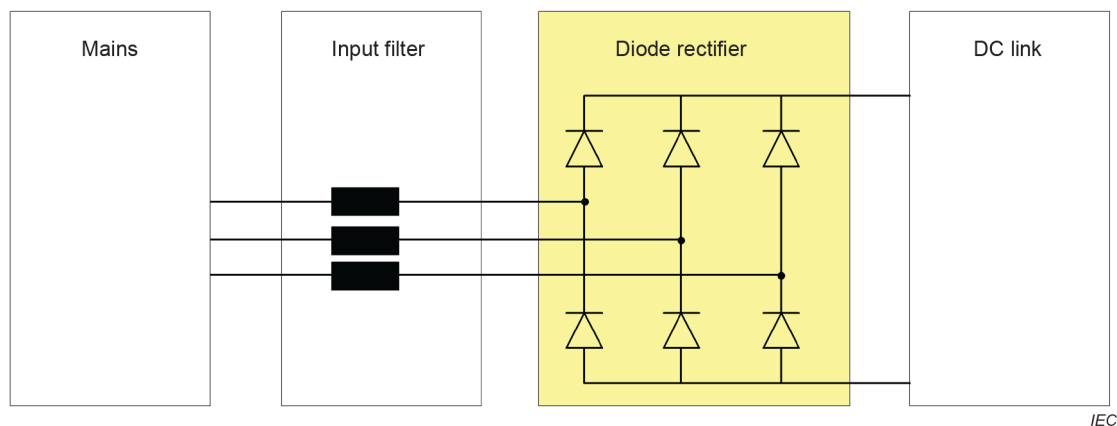 Mains
Input filter
Diode rectifier
DC link
IEC